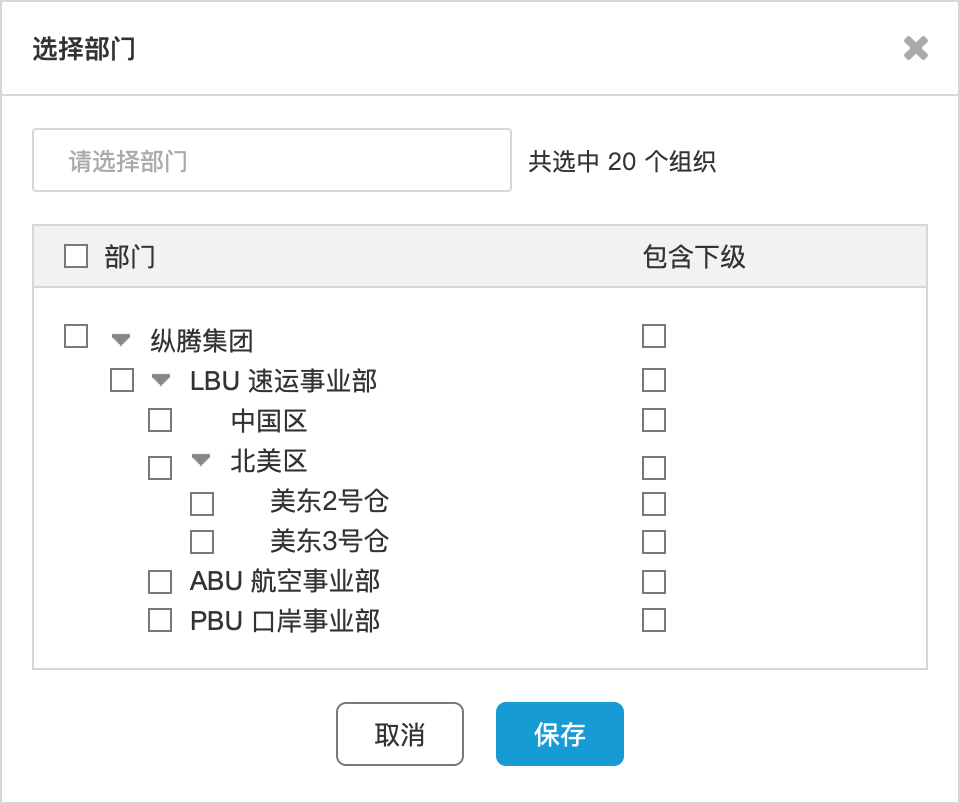 选择部门
请选择部门
共选中 20 个组织
部门 包含下级
纵腾集团
LBU 速运事业部
中国区
北美区
美东2号仓
美东3号仓
ABU 航空事业部
PBU 口岸事业部
取消 保存